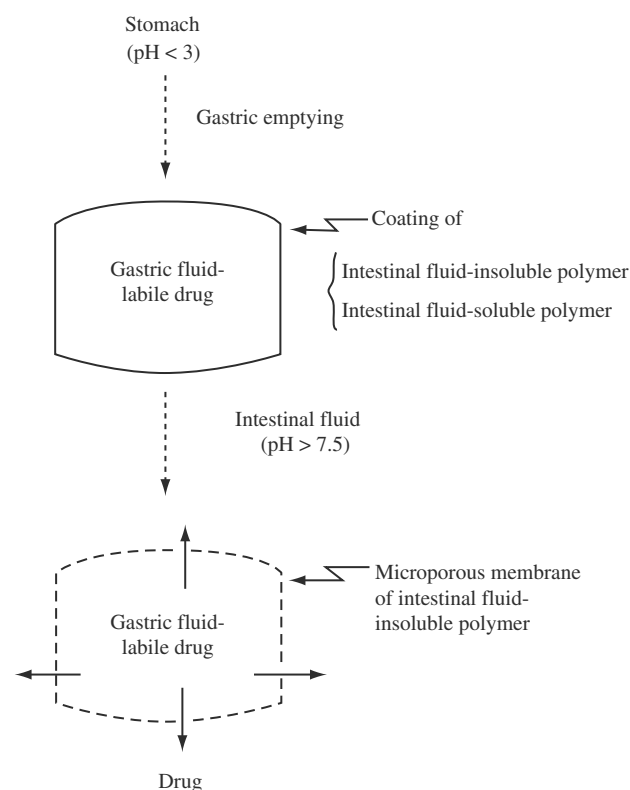 Stomach
(pH < 3)
Gastric emptying
Coating of
Gastric fluid-
labile drug
Intestinal fluid-insoluble polymer
Intestinal fluid-soluble polymer
Intestinal fluid
(pH > 7.5)
Microporous membrane
of intestinal fluid-
insoluble polymer
Gastric fluid-
labile drug
Drug